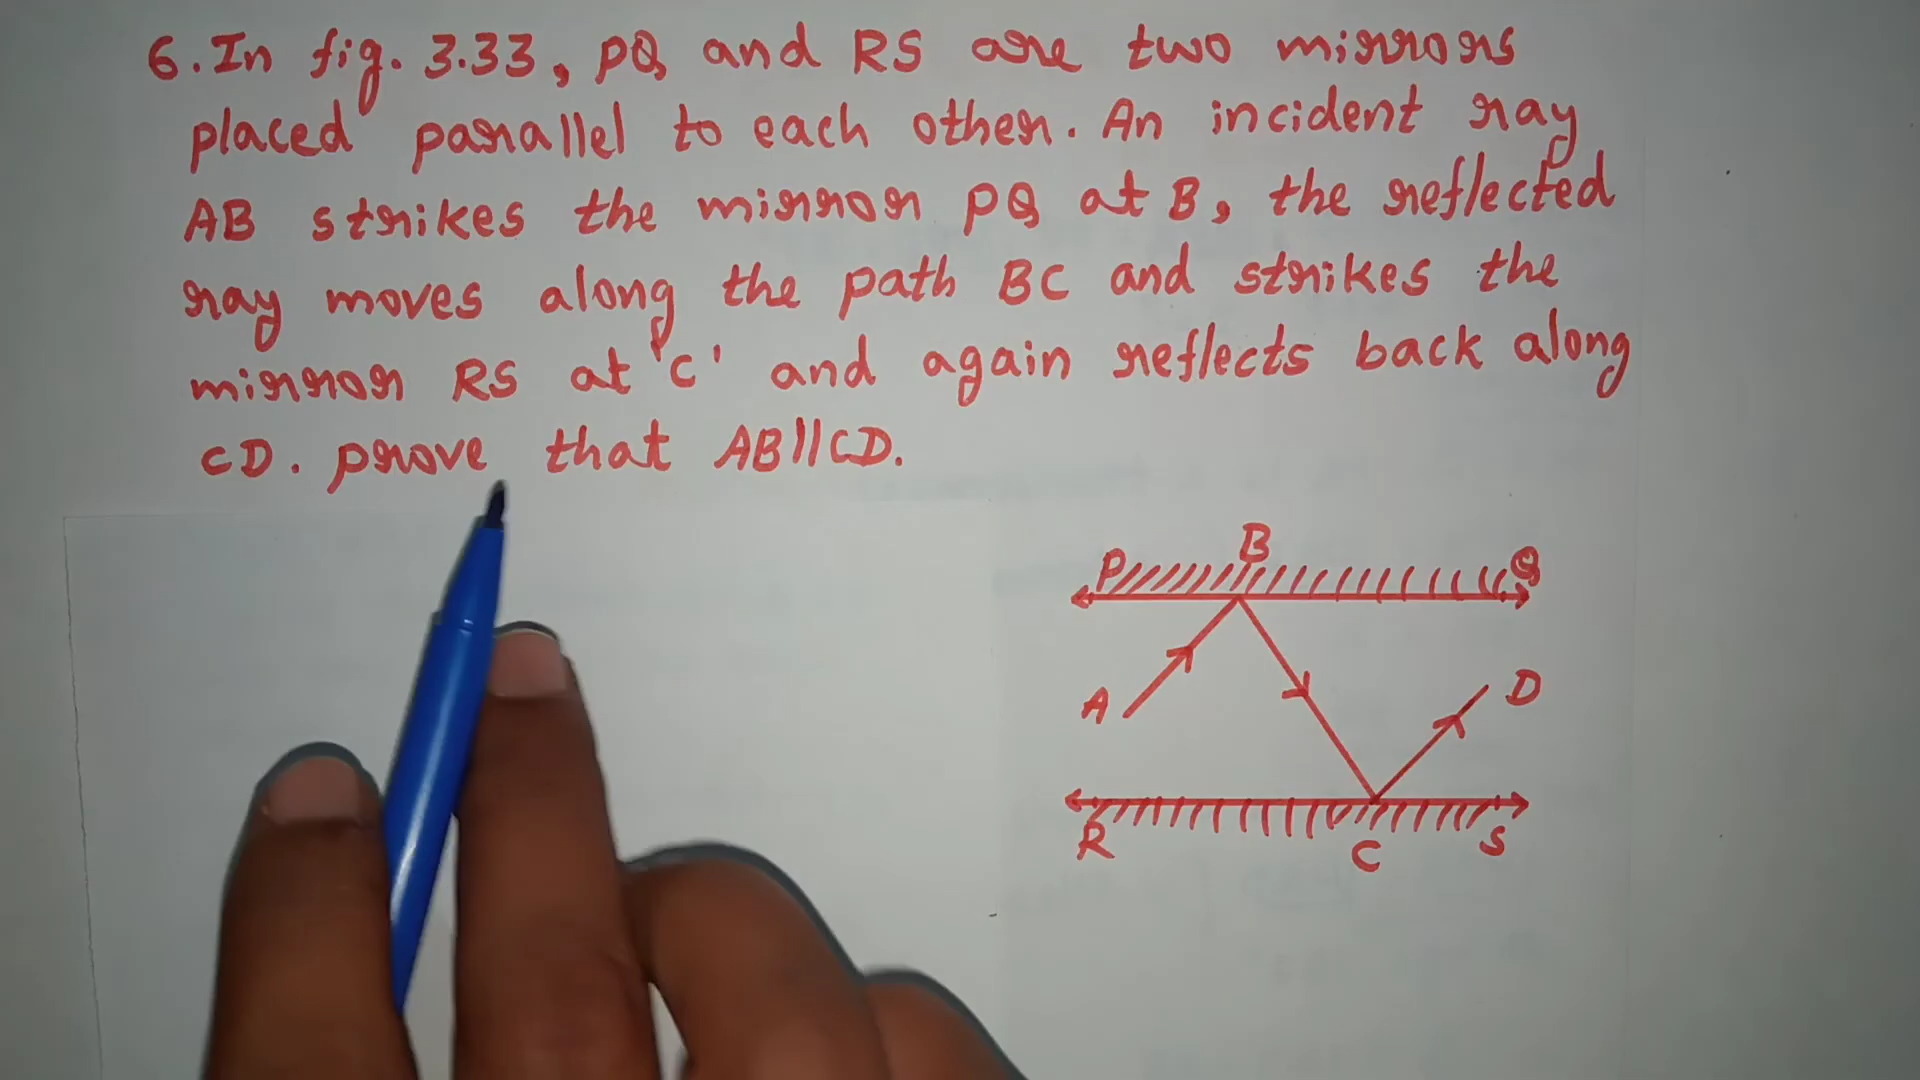 6. In fig. 3.33, PQ and RS are two mirrors
placed parallel to each other. An incident ray
AB strikes the mirror PQ at B, the reflected
ray moves along the path BC and strikes the
mirror RS at 'C' and again reflects back along
CD. prove that AB||CD.
B
P Q
A D
R C S